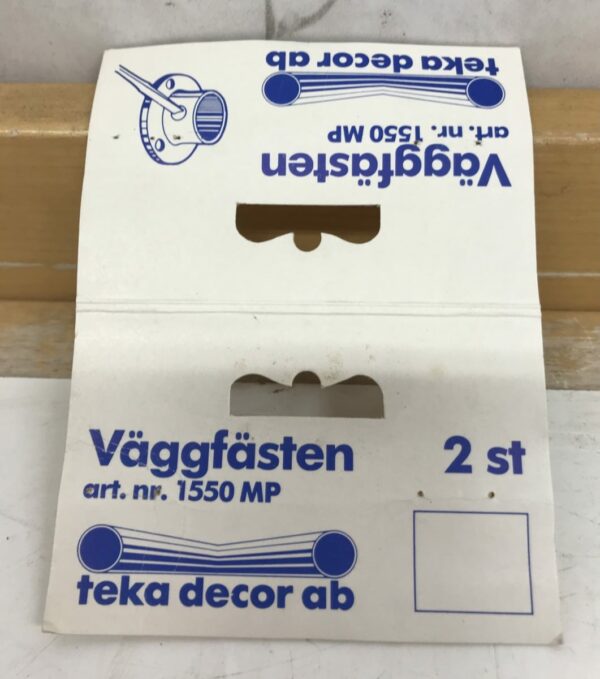 teka decor ab
art. nr. 1550 MP
Väggfästen
Väggfästen 2 st
art. nr. 1550 MP
teka decor ab